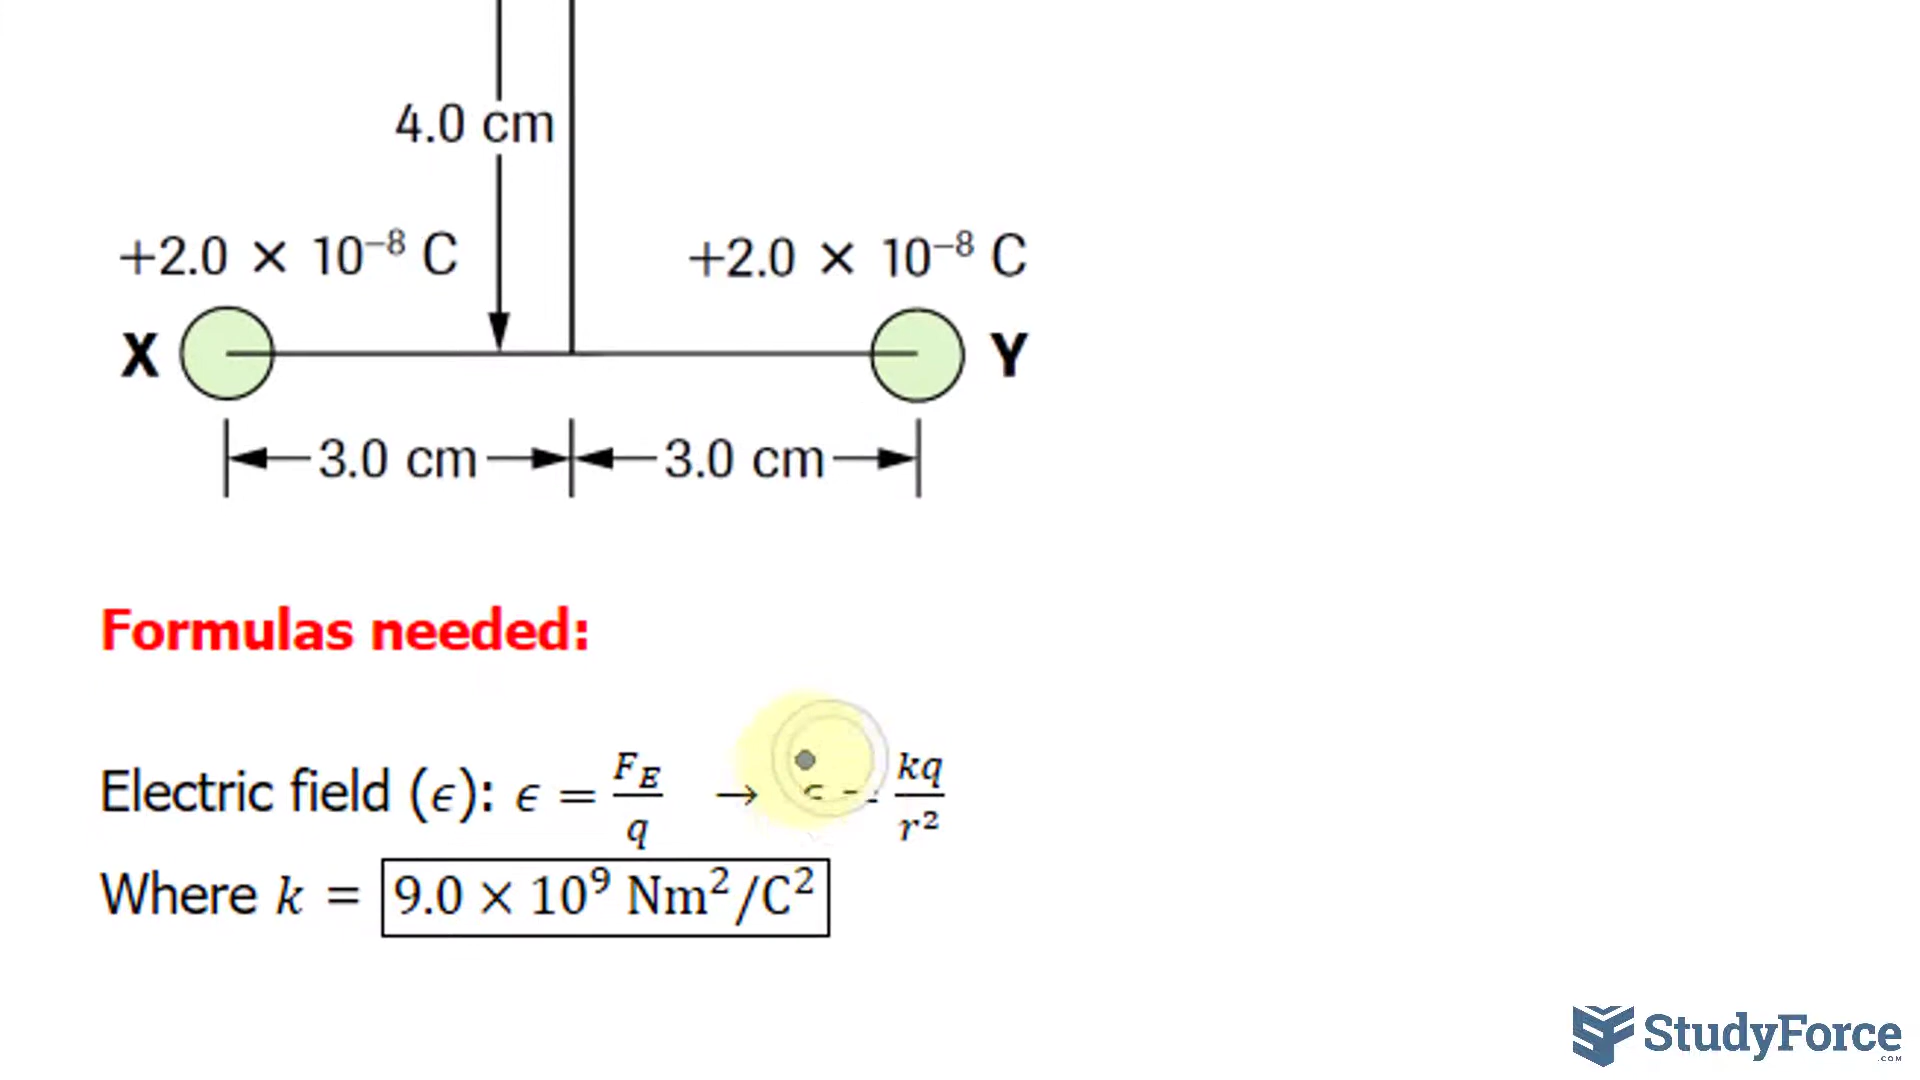 4.0 cm
+2.0 × 10⁻⁸ C +2.0 × 10⁻⁸ C
X Y
3.0 cm 3.0 cm
Formulas needed:
Electric field (ϵ): ϵ = F_E/q → kq/r²
Where k = 9.0 × 10⁹ Nm²/C²
StudyForce
.COM